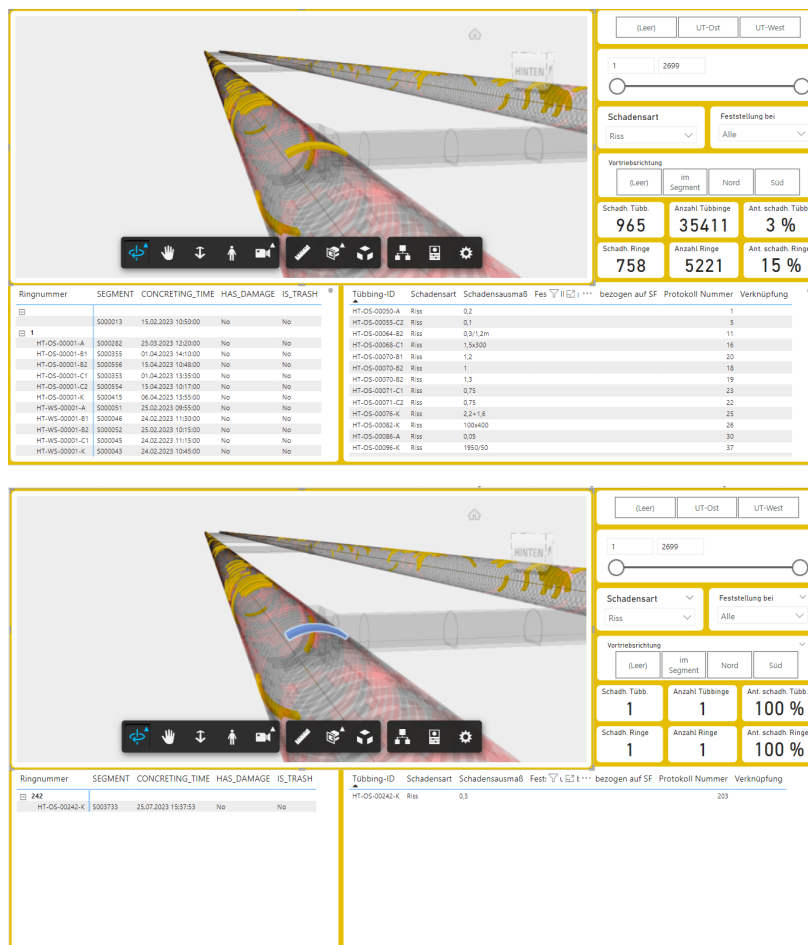 (Leer) UT-Ost UT-West
HINTEN
1 2699
Schadensart Feststellung bei
Riss Alle
Vortriebsrichtung
(Leer) im Segment Nord Süd
Schadh. Tübb. Anzahl Tübbinge Ant. schadh. Tübb.
965 35411 3 %
Schadh. Ringe Anzahl Ringe Ant. schadh. Ringe
758 5221 15 %
Ringnummer SEGMENT CONCRETING_TIME HAS_DAMAGE IS_TRASH
S000013 15.02.2023 10:50:00 No No
1
HT-OS-00001-A S000282 25.03.2023 12:20:00 No No
HT-OS-00001-B1 S000355 01.04.2023 14:10:00 No No
HT-OS-00001-B2 S000556 15.04.2023 10:48:00 No No
HT-OS-00001-C1 S000353 01.04.2023 13:35:00 No No
HT-OS-00001-C2 S000554 15.04.2023 10:17:00 No No
HT-OS-00001-K S000415 06.04.2023 13:55:00 No No
HT-WS-00001-A S000051 25.02.2023 09:55:00 No No
HT-WS-00001-B1 S000046 24.02.2023 11:30:00 No No
HT-WS-00001-B2 S000052 25.02.2023 10:15:00 No No
HT-WS-00001-C1 S000045 24.02.2023 11:15:00 No No
HT-WS-00001-K S000043 24.02.2023 10:45:00 No No
Tübbing-ID Schadensart Schadensausmaß Fes bezogen auf SF Protokoll Nummer Verknüpfung
HT-OS-00050-A Riss 0,2 1
HT-OS-00055-C2 Riss 0,1 5
HT-OS-00064-B2 Riss 0,3/1,2m 11
HT-OS-00068-C1 Riss 1,5x300 16
HT-OS-00070-B1 Riss 1,2 20
HT-OS-00070-B2 Riss 1 18
HT-OS-00070-B2 Riss 1,3 19
HT-OS-00071-C1 Riss 0,75 23
HT-OS-00071-C2 Riss 0,75 22
HT-OS-00076-K Riss 2,2+1,6 25
HT-OS-00082-K Riss 100x400 26
HT-OS-00086-A Riss 0,05 30
HT-OS-00096-K Riss 1950/50 37
(Leer) UT-Ost UT-West
HINTEN
1 2699
Schadensart Feststellung bei
Riss Alle
Vortriebsrichtung
(Leer) im Segment Nord Süd
Schadh. Tübb. Anzahl Tübbinge Ant. schadh. Tübb.
1 1 100 %
Schadh. Ringe Anzahl Ringe Ant. schadh. Ringe
1 1 100 %
Ringnummer SEGMENT CONCRETING_TIME HAS_DAMAGE IS_TRASH
242
HT-OS-00242-K S003733 25.07.2023 15:37:53 No No
Tübbing-ID Schadensart Schadensausmaß Fest: bezogen auf SF Protokoll Nummer Verknüpfung
HT-OS-00242-K Riss 0,3 203